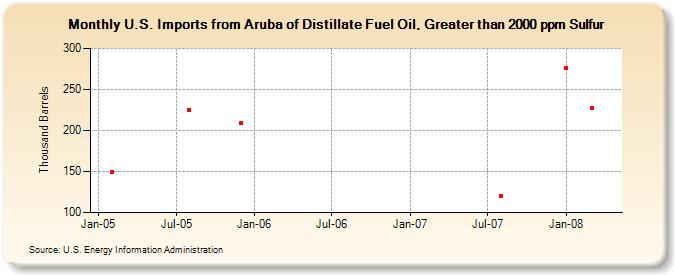 Monthly U.S. Imports from Aruba of Distillate Fuel Oil, Greater than 2000 ppm Sulfur
Thousand Barrels
300
250
200
150
100
Jan-05 Jul-05 Jan-06 Jul-06 Jan-07 Jul-07 Jan-08
Source: U.S. Energy Information Administration